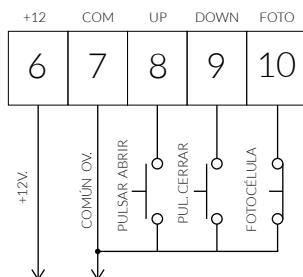 +12 COM UP DOWN FOTO
6 7 8 9 10
+12V.
COMÚN OV.
PULSAR ABRIR
PUL. CERRAR
FOTOCÉLULA